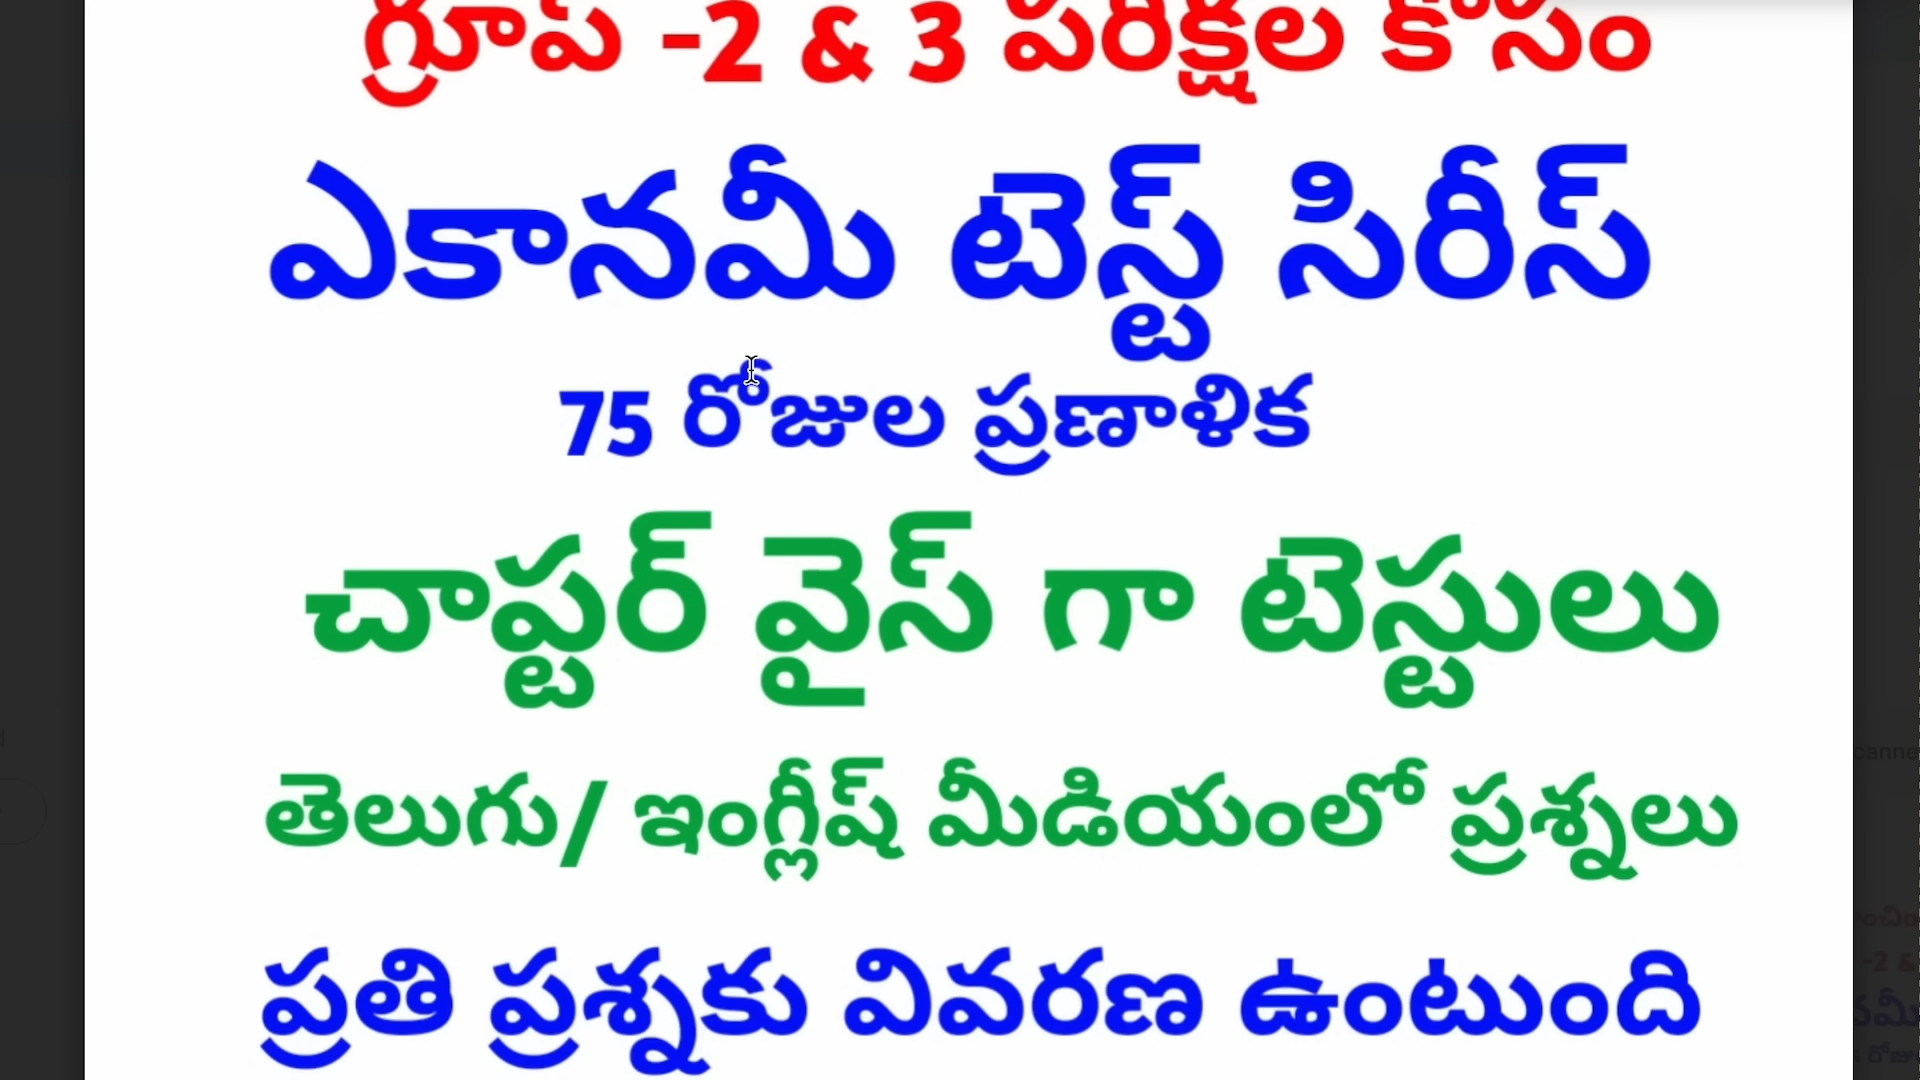 గ్రూప్ -2 & 3 పరీక్షల కోసం
ఎకానమీ టెస్ట్ సిరీస్
75 రోజుల ప్రణాళిక
చాప్టర్ వైస్ గా టెస్టులు
తెలుగు/ ఇంగ్లీష్ మీడియంలో ప్రశ్నలు
ప్రతి ప్రశ్నకు వివరణ ఉంటుంది